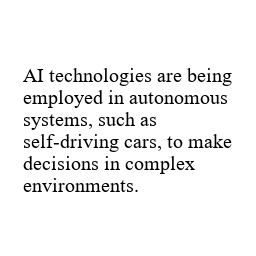 AI technologies are being
employed in autonomous
systems, such as
self-driving cars, to make
decisions in complex
environments.